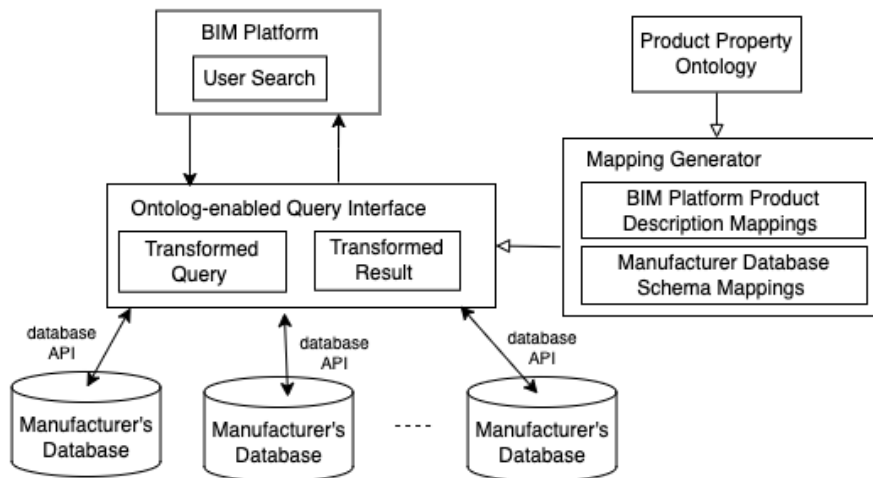 BIM Platform
User Search
Product Property
Ontology
Mapping Generator
BIM Platform Product
Description Mappings
Manufacturer Database
Schema Mappings
Ontolog-enabled Query Interface
Transformed
Query
Transformed
Result
database
API
database
API
database
API
Manufacturer's
Database
Manufacturer's
Database
Manufacturer's
Database